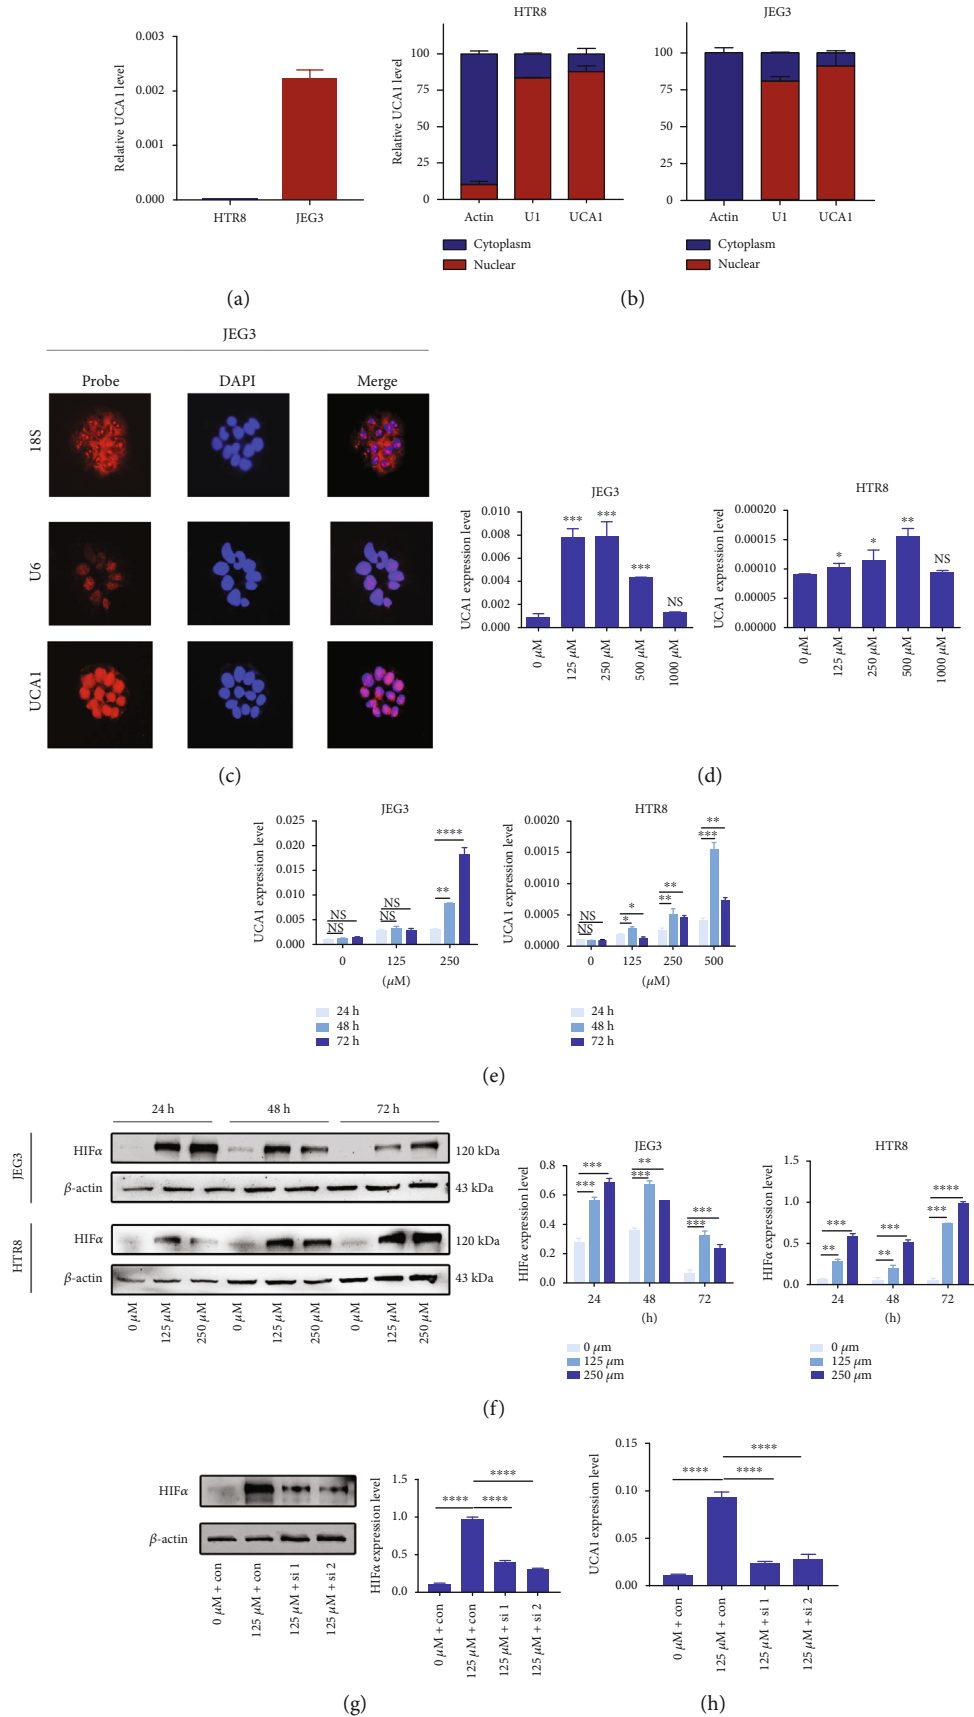 0.003
0.002
0.001
0.000
Relative UCA1 level
HTR8
JEG3
(a)
HTR8
100
75
50
25
0
Relative UCA1 level
Actin
U1
UCA1
Cytoplasm
Nuclear
JEG3
100
75
50
25
0
Actin
U1
UCA1
Cytoplasm
Nuclear
(b)
JEG3
Probe
DAPI
Merge
18S
U6
UCA1
(c)
JEG3
UCA1 expression level
0.010
0.008
0.006
0.004
0.002
0.000
***
***
***
NS
0 μM
125 μM
250 μM
500 μM
1000 μM
HTR8
UCA1 expression level
0.00020
0.00015
0.00010
0.00005
0.00000
*
*
**
NS
0 μM
125 μM
250 μM
500 μM
1000 μM
(d)
JEG3
UCA1 expression level
0.025
0.020
0.015
0.010
0.005
0.000
NS
NS
NS
NS
****
**
0
125
250
(μM)
24 h
48 h
72 h
HTR8
UCA1 expression level
0.0020
0.0015
0.0010
0.0005
0.0000
NS
NS
*
*
**
**
**
***
0
125
250
500
(μM)
24 h
48 h
72 h
(e)
24 h
48 h
72 h
JEG3
HIFα
120 kDa
β-actin
43 kDa
HTR8
HIFα
120 kDa
β-actin
43 kDa
0 μM
125 μM
250 μM
0 μM
125 μM
250 μM
0 μM
125 μM
250 μM
JEG3
HIFα expression level
0.8
0.6
0.4
0.2
0.0
***
***
**
***
***
***
24
48
72
(h)
0 μm
125 μm
250 μm
HTR8
HIFα expression level
1.5
1.0
0.5
0.0
***
**
***
**
****
***
24
48
72
(h)
0 μm
125 μm
250 μm
(f)
HIFα
β-actin
0 μM + con
125 μM + con
125 μM + si 1
125 μM + si 2
HIFα expression level
1.5
1.0
0.5
0.0
****
****
****
0 μM + con
125 μM + con
125 μM + si 1
125 μM + si 2
(g)
UCA1 expression level
0.15
0.10
0.05
0.00
****
****
****
0 μM + con
125 μM + con
125 μM + si 1
125 μM + si 2
(h)